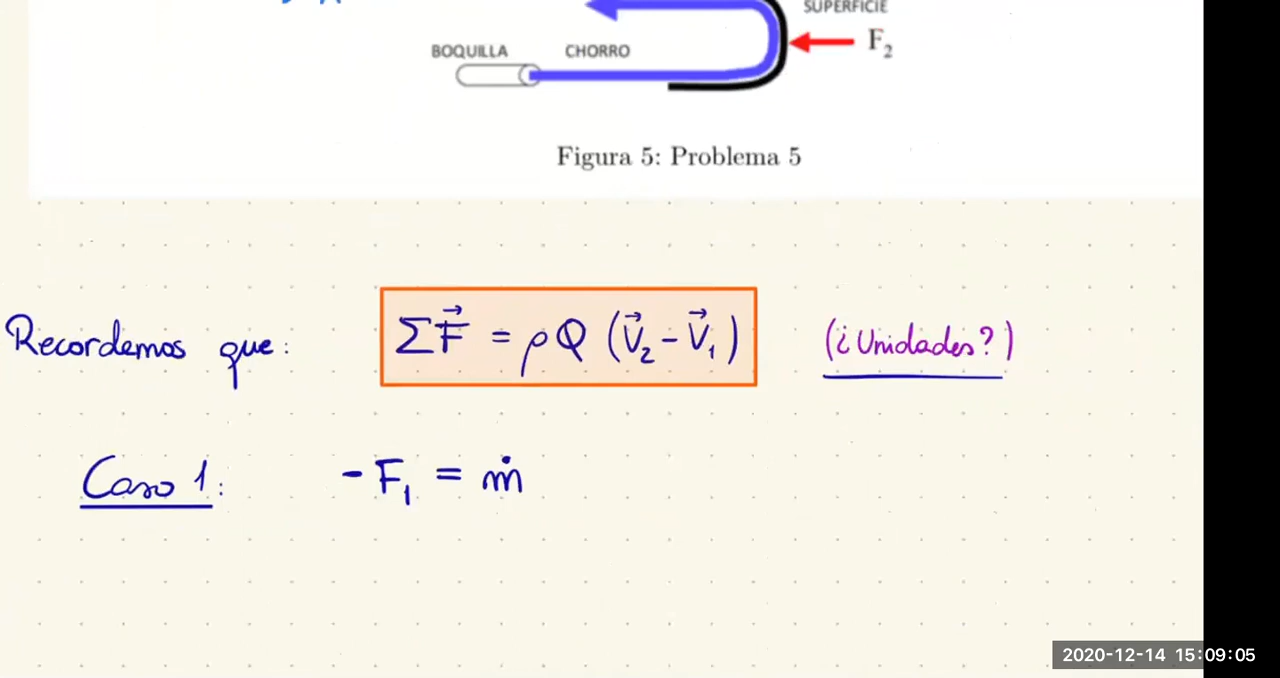 SUPERFICIE
BOQUILLA CHORRO F₂
Figura 5: Problema 5
Recordemos que: ΣF⃗ = ρQ (V⃗₂ - V⃗₁) (¿Unidades?)
Caso 1: - F₁ = ṁ
2020-12-14 15:09:05